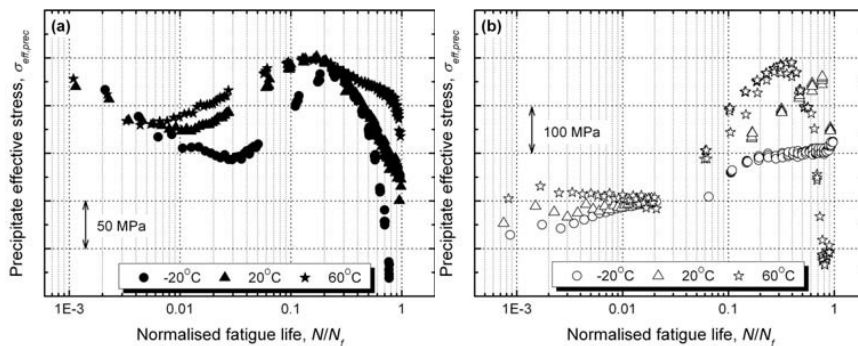 (a)
Precipitate effective stress, σeff,prec
50 MPa
-20°C 20°C 60°C
1E-3 0.01 0.1 1
Normalised fatigue life, N/Nf
(b)
Precipitate effective stress, σeff,prec
100 MPa
-20°C 20°C 60°C
1E-3 0.01 0.1 1
Normalised fatigue life, N/Nf